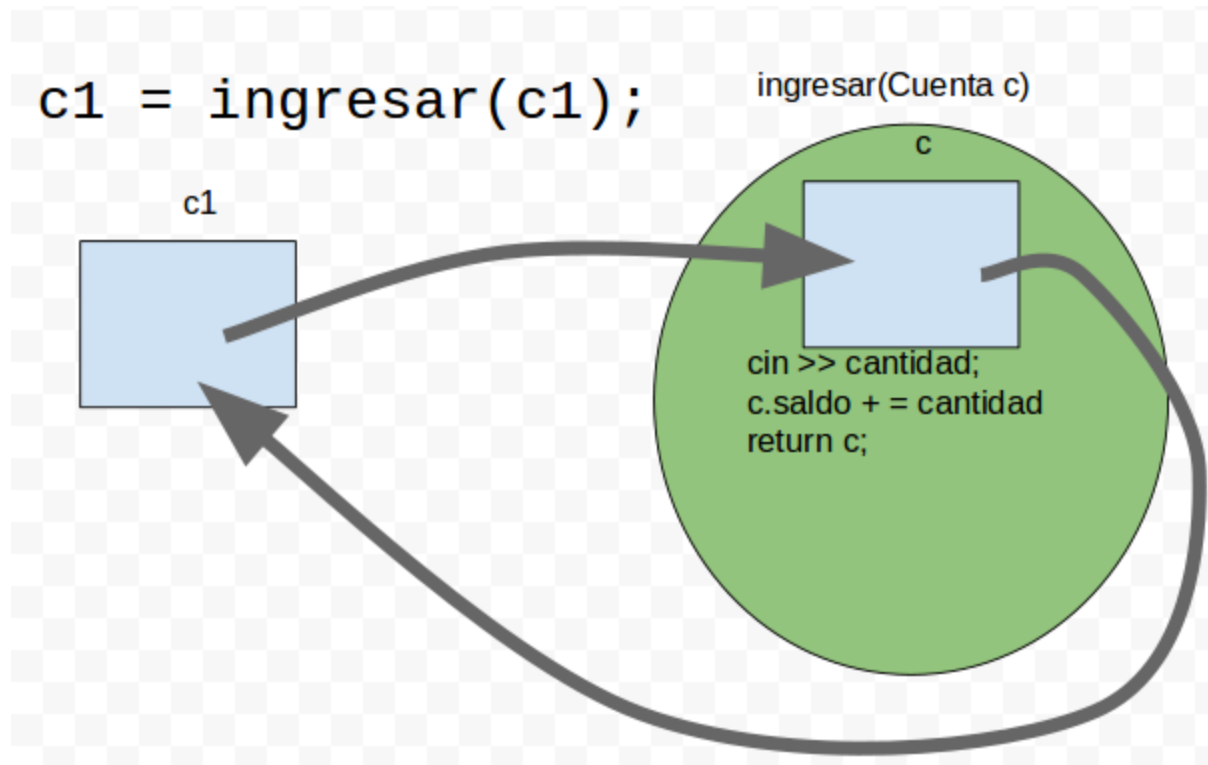 c1 = ingresar(c1);
ingresar(Cuenta c)
c
c1
cin >> cantidad;
c.saldo + = cantidad
return c;